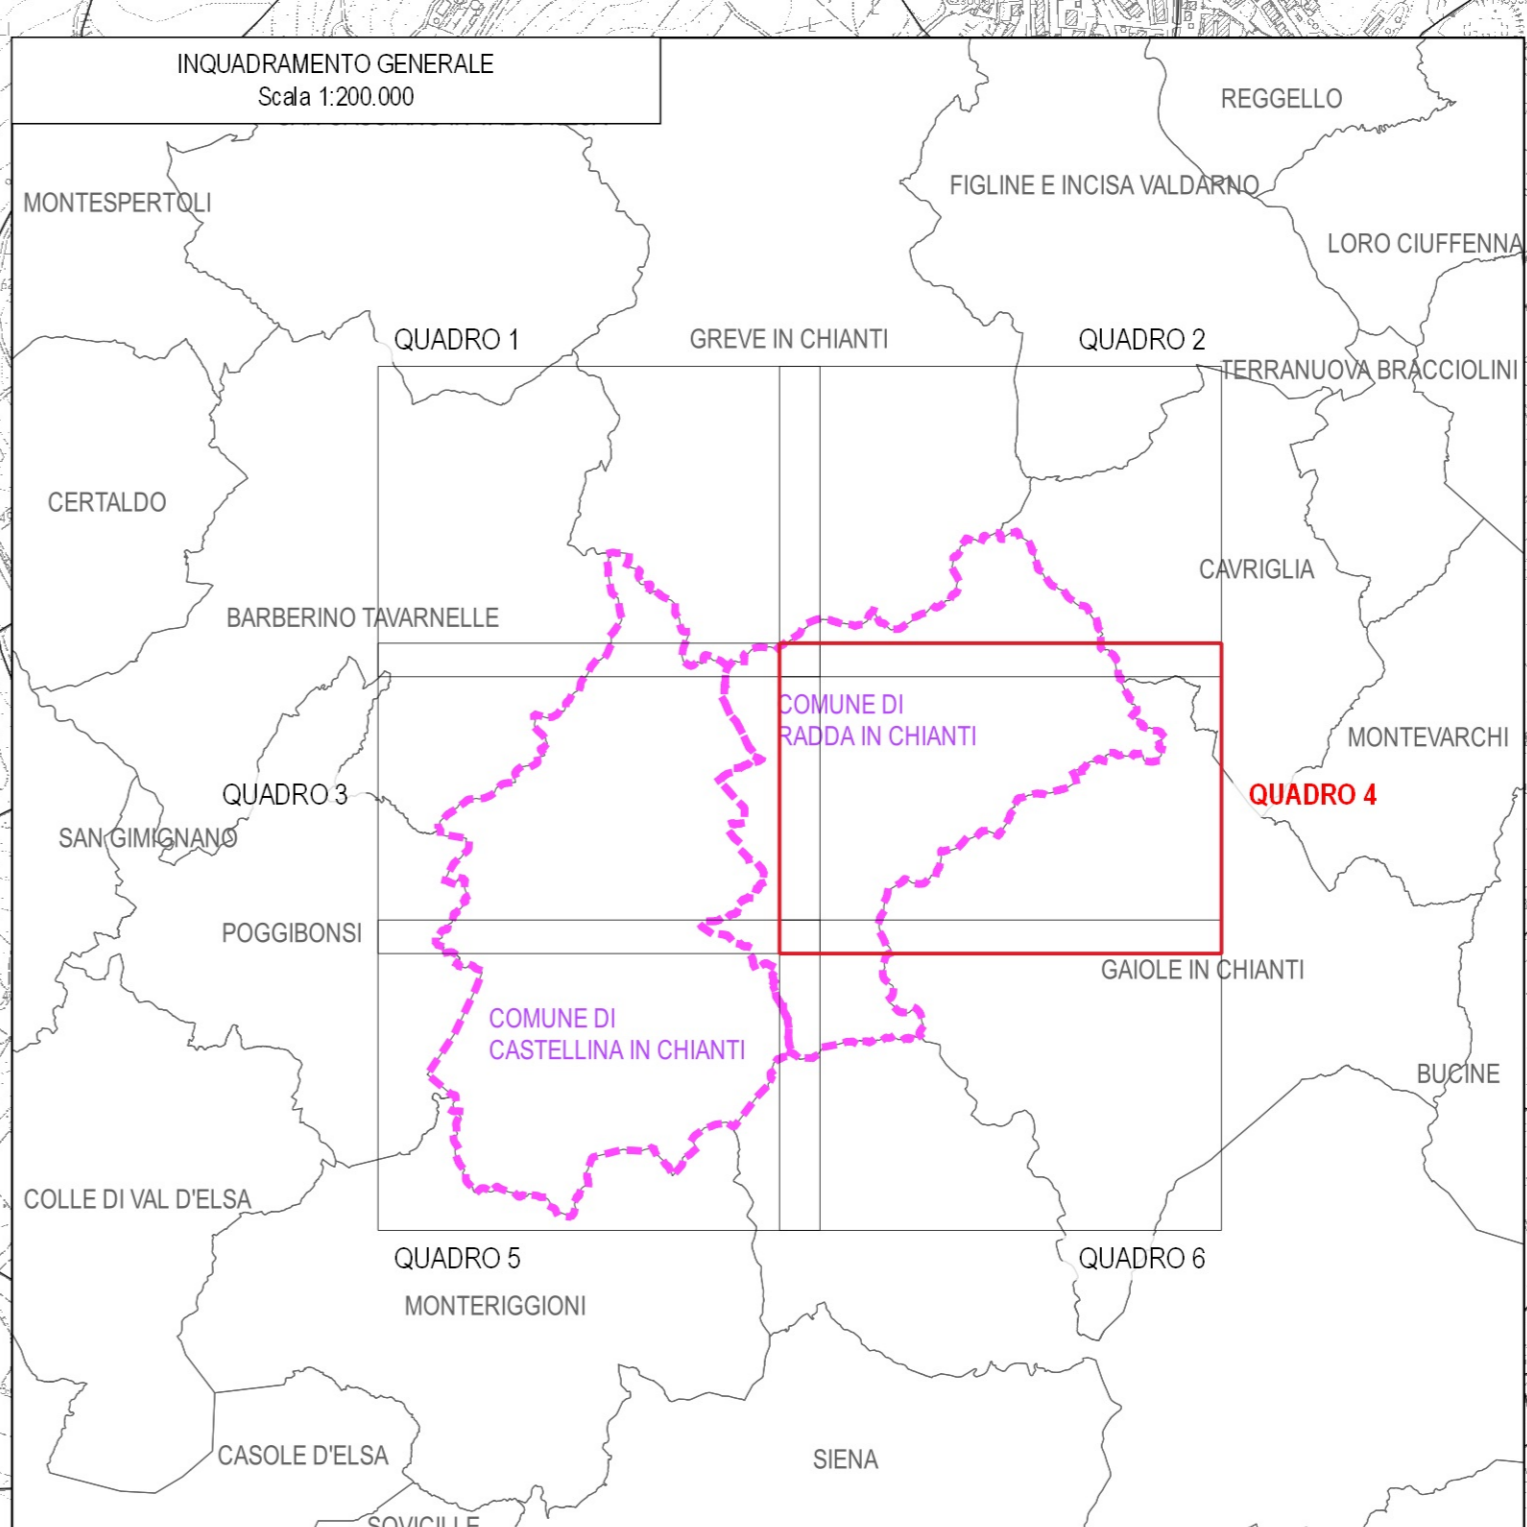 INQUADRAMENTO GENERALE
Scala 1:200.000
REGGELLO
MONTESPERTOLI
FIGLINE E INCISA VALDARNO
LORO CIUFFENNA
QUADRO 1
GREVE IN CHIANTI
QUADRO 2
TERRANUOVA BRACCIOLINI
CERTALDO
CAVRIGLIA
BARBERINO TAVARNELLE
COMUNE DI
RADDA IN CHIANTI
MONTEVARCHI
QUADRO 3
QUADRO 4
SAN GIMIGNANO
POGGIBONSI
GAIOLE IN CHIANTI
COMUNE DI
CASTELLINA IN CHIANTI
BUCINE
COLLE DI VAL D'ELSA
QUADRO 5
QUADRO 6
MONTERIGGIONI
CASOLE D'ELSA
SIENA
SOVICILLE